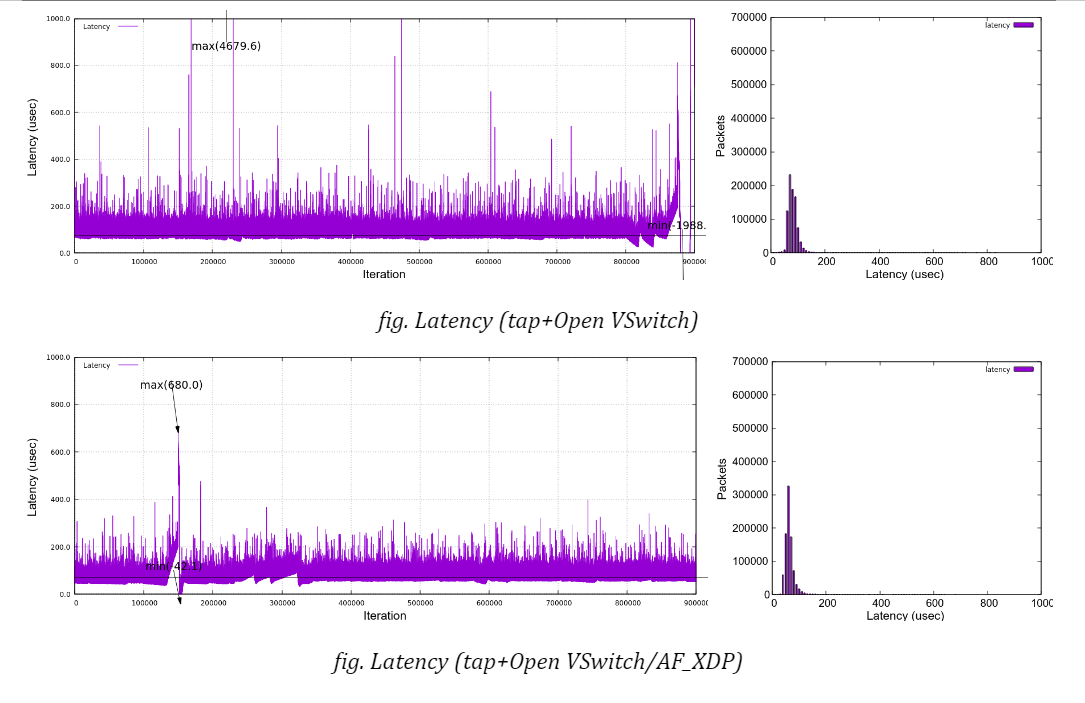 1000.0
800.0
600.0
400.0
200.0
0.0
Latency (usec)
Latency
max(4679.6)
min(-1988.
0 100000 200000 300000 400000 500000 600000 700000 800000 900000
Iteration
700000
600000
500000
400000
300000
200000
100000
0
Packets
latency
0 200 400 600 800 1000
Latency (usec)
fig. Latency (tap+Open VSwitch)
1000.0
800.0
600.0
400.0
200.0
0.0
Latency (usec)
Latency
max(680.0)
min(-42.1)
0 100000 200000 300000 400000 500000 600000 700000 800000 900000
Iteration
700000
600000
500000
400000
300000
200000
100000
0
Packets
latency
0 200 400 600 800 1000
Latency (usec)
fig. Latency (tap+Open VSwitch/AF_XDP)